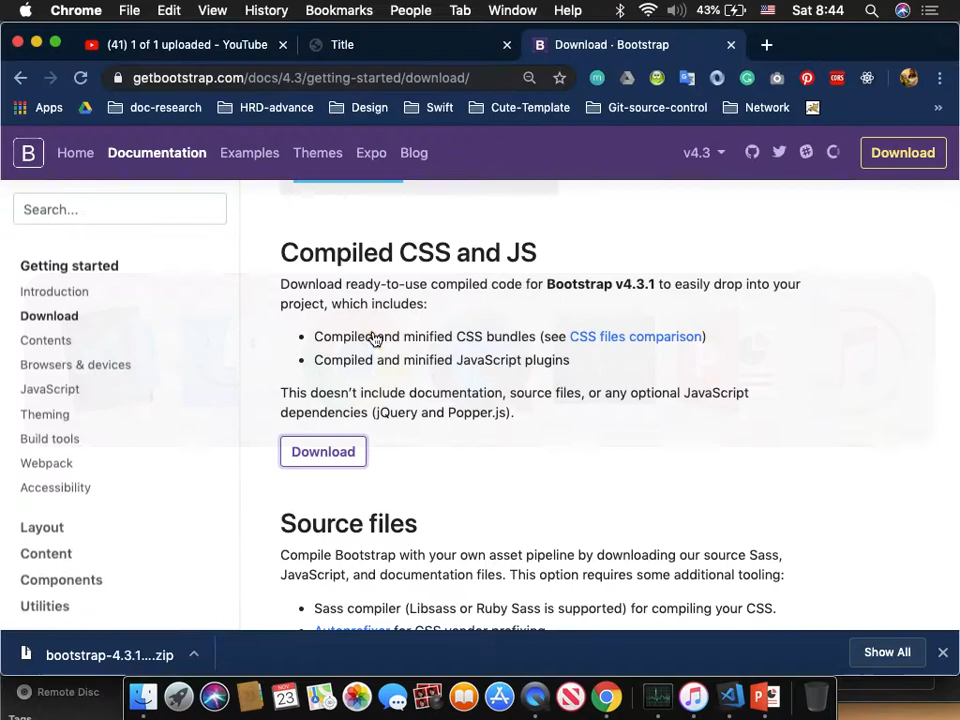 Chrome File Edit View History Bookmarks People Tab Window Help 43% Sat 8:44
(41) 1 of 1 uploaded - YouTube Title B Download · Bootstrap
getbootstrap.com/docs/4.3/getting-started/download/
Apps doc-research HRD-advance Design Swift Cute-Template Git-source-control Network »
B Home Documentation Examples Themes Expo Blog v4.3 Download
Search...
Getting started
Introduction
Download
Contents
Browsers & devices
JavaScript
Theming
Build tools
Webpack
Accessibility
Layout
Content
Components
Utilities
Compiled CSS and JS
Download ready-to-use compiled code for Bootstrap v4.3.1 to easily drop into your
project, which includes:
• Compiled and minified CSS bundles (see CSS files comparison)
• Compiled and minified JavaScript plugins
This doesn't include documentation, source files, or any optional JavaScript
dependencies (jQuery and Popper.js).
Download
Source files
Compile Bootstrap with your own asset pipeline by downloading our source Sass,
JavaScript, and documentation files. This option requires some additional tooling:
• Sass compiler (Libsass or Ruby Sass is supported) for compiling your CSS.
Autoprefixer for CSS vendor prefixing
bootstrap-4.3.1....zip Show All
Remote Disc
Tags
NOV
23